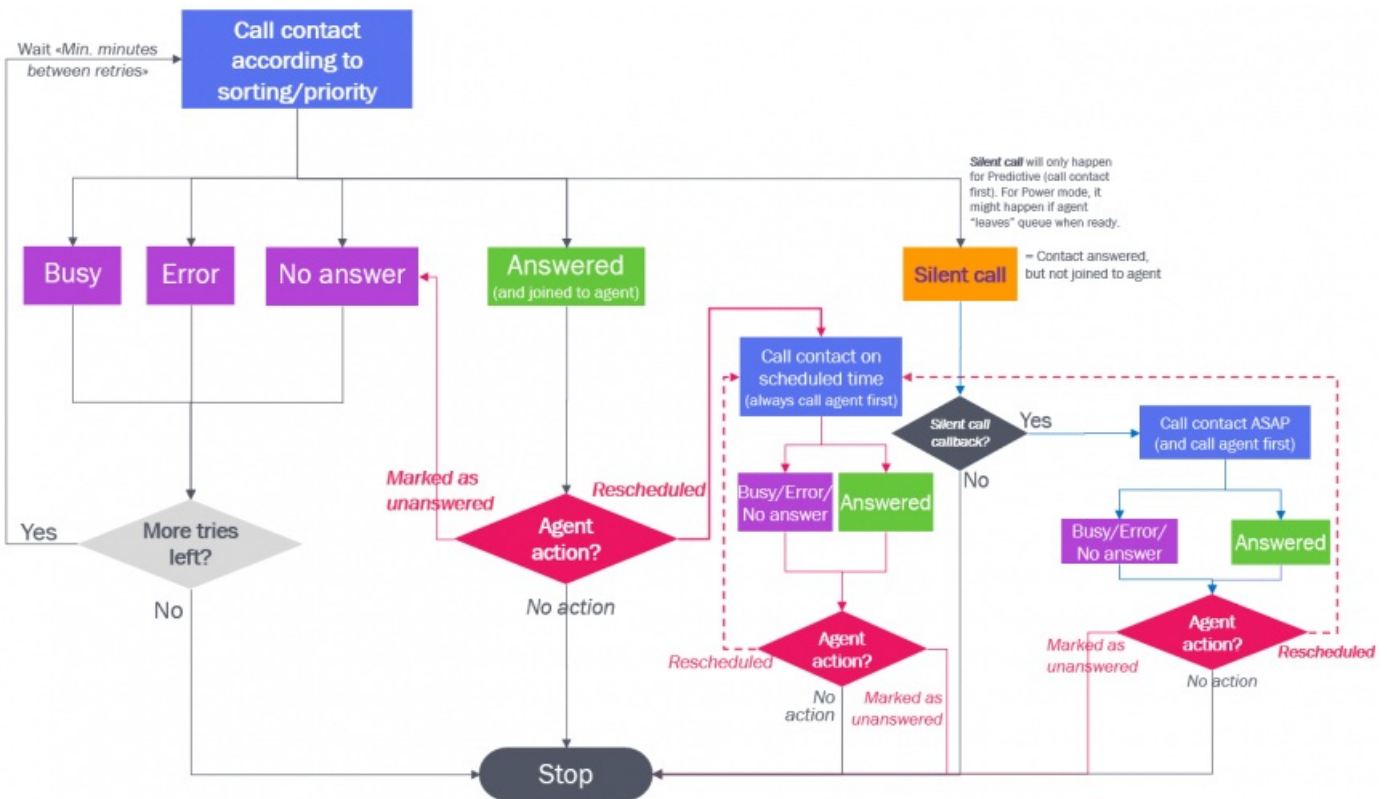 Call contact
according to
sorting/priority
Wait «Min. minutes
between retries»
Silent call will only happen
for Predictive (call contact
first). For Power mode, it
might happen if agent
"leaves" queue when ready.
Busy
Error
No answer
Answered
(and joined to agent)
Silent call
= Contact answered,
but not joined to agent
Call contact on
scheduled time
(always call agent first)
Silent call
callback?
Yes
No
Call contact ASAP
(and call agent first)
Marked as
unanswered
Rescheduled
Busy/Error/
No answer
Answered
Busy/Error/
No answer
Answered
Yes
More tries
left?
No
Agent
action?
No action
Agent
action?
Rescheduled
No
action
Marked as
unanswered
Agent
action?
Marked as
unanswered
Rescheduled
No action
Stop